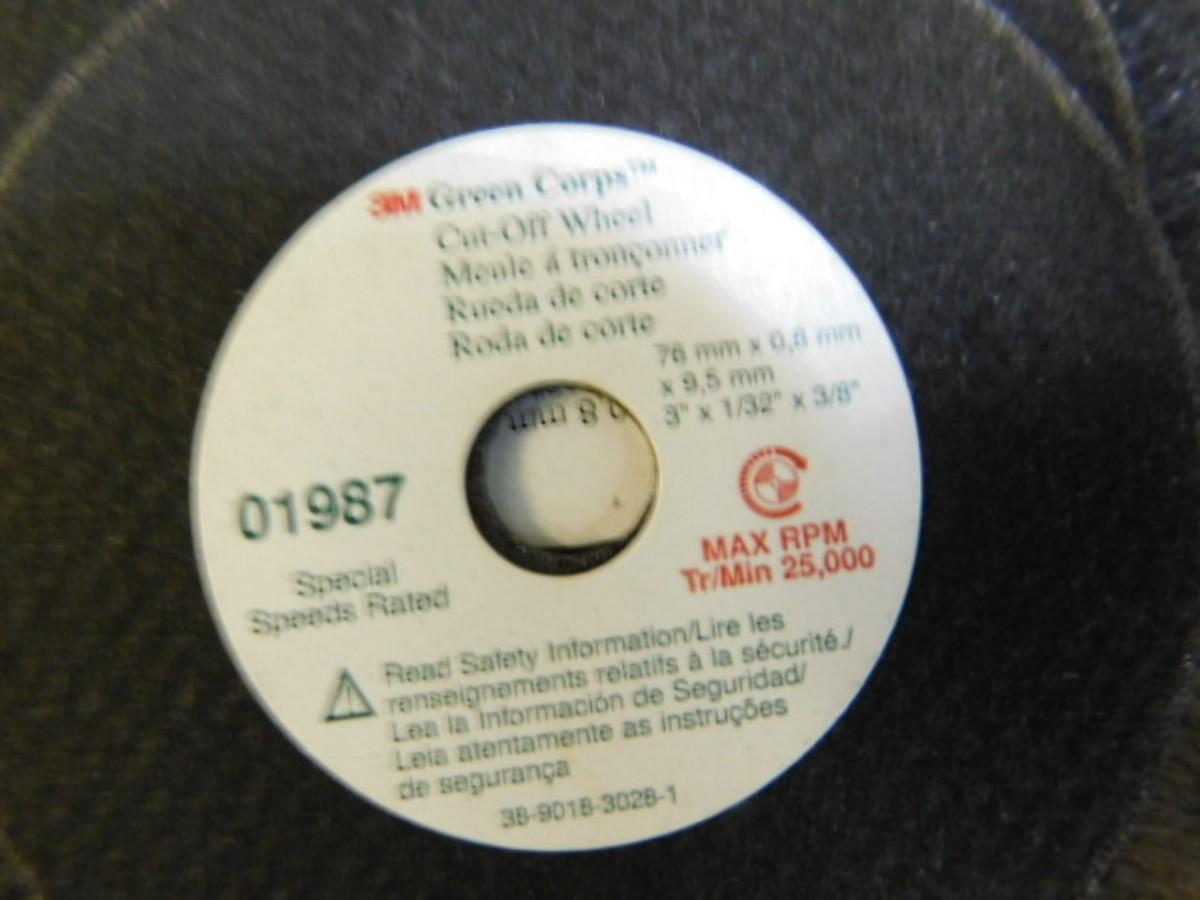 3M Green Corps™
Cut-Off Wheel
Meule à tronçonner
Rueda de corte
Roda de corte
76 mm x 0,8 mm
x 9,5 mm
3" x 1/32" x 3/8"
0,8 mm
01987
MAX RPM
Tr/Min 25,000
Special
Speeds Rated
Read Safety Information/Lire les
renseignements relatifs à la sécurité./
Lea la Información de Seguridad/
Leia atentamente as instruções
de segurança
38-9018-3028-1